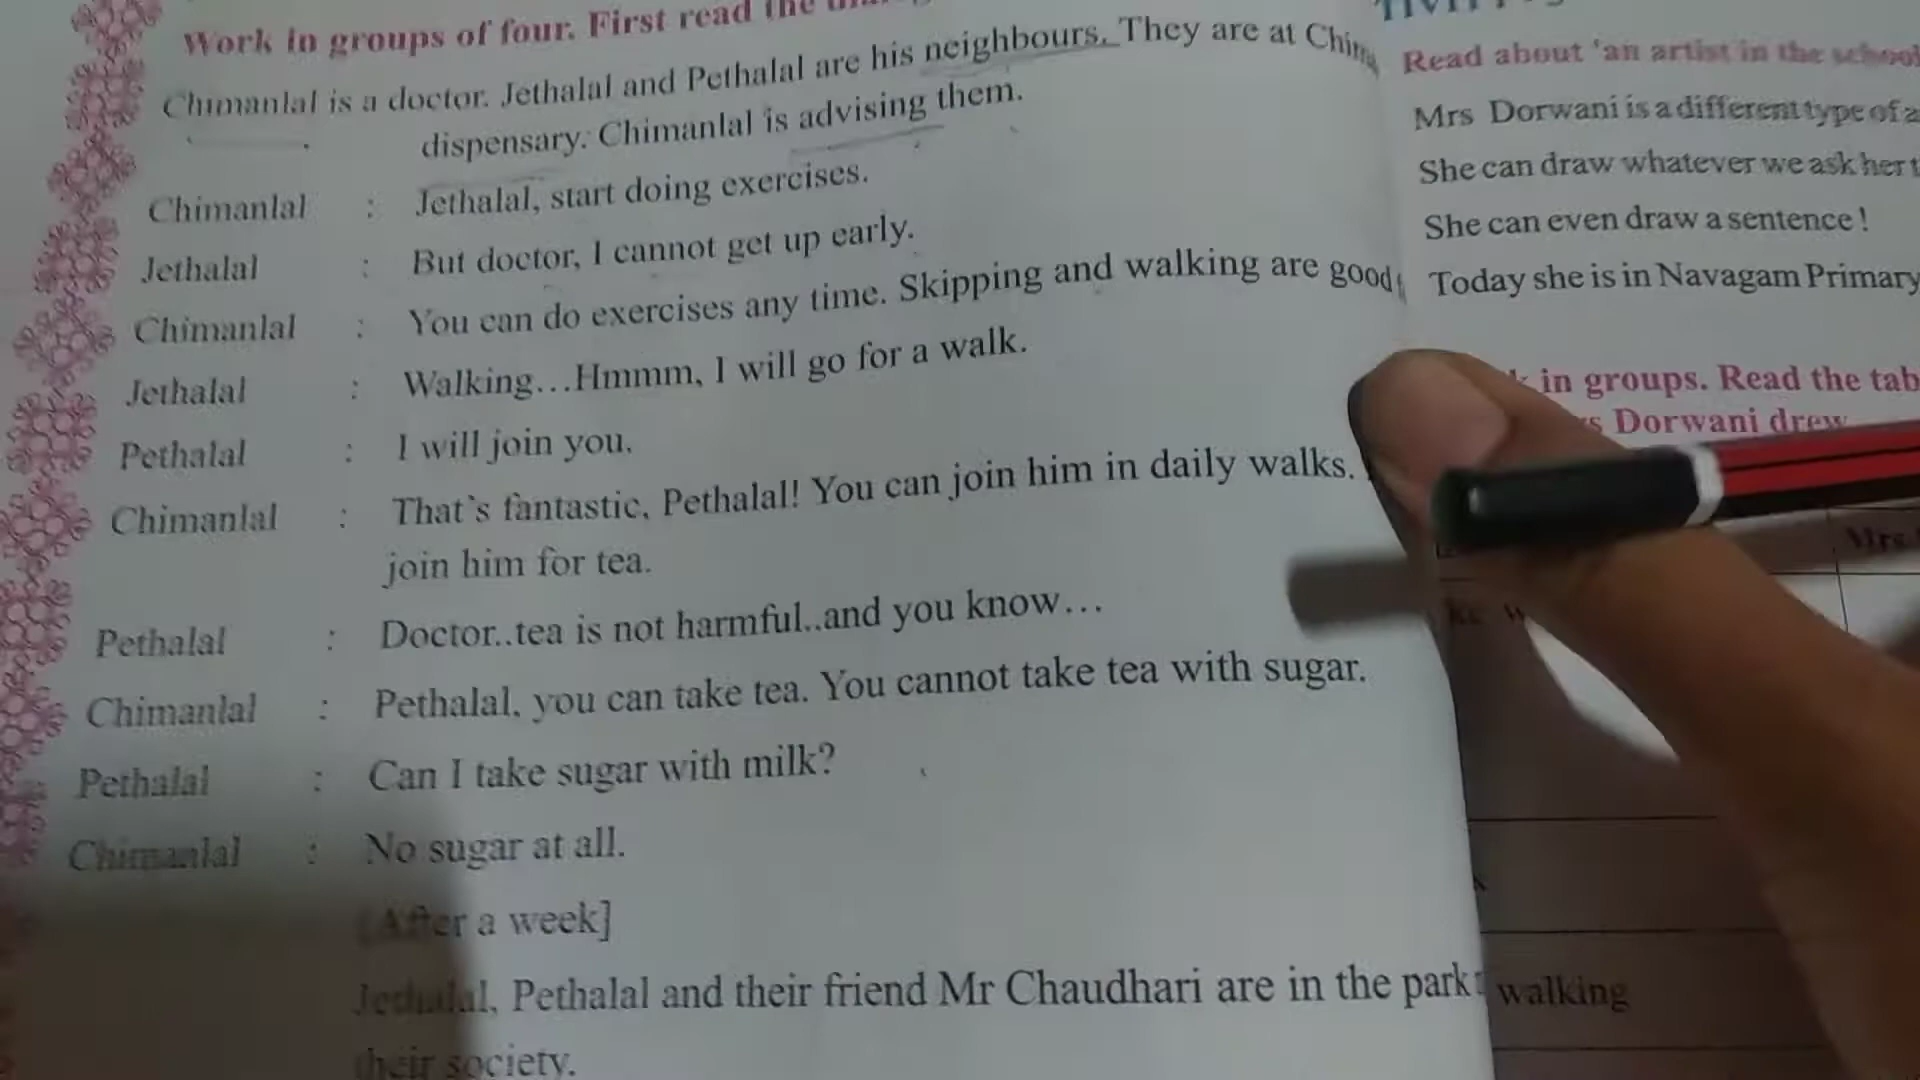 Work in groups of four. First read the
Chimanlal is a doctor. Jethalal and Pethalal are his neighbours. They are at
dispensary. Chimanlal is advising them.
Chimanlal : Jethalal, start doing exercises.
Jethalal : But doctor, I cannot get up early.
Chimanlal : You can do exercises any time. Skipping and walking are good
Jethalal : Walking…Hmmm, I will go for a walk.
Pethalal : I will join you.
Chimanlal : That's fantastic, Pethalal! You can join him in daily walks.
join him for tea.
Pethalal : Doctor..tea is not harmful..and you know…
Chimanlal : Pethalal, you can take tea. You cannot take tea with sugar.
Pethalal : Can I take sugar with milk?
Chimanlal : No sugar at all.
[After a week]
Jethalal, Pethalal and their friend Mr Chaudhari are in the park
their society.
Read about 'an artist in the school
Mrs Dorwani is a different type of a
She can draw whatever we ask her t
She can even draw a sentence!
Today she is in Navagam Primary
in groups. Read the tab
Dorwani drew
Mrs
walking